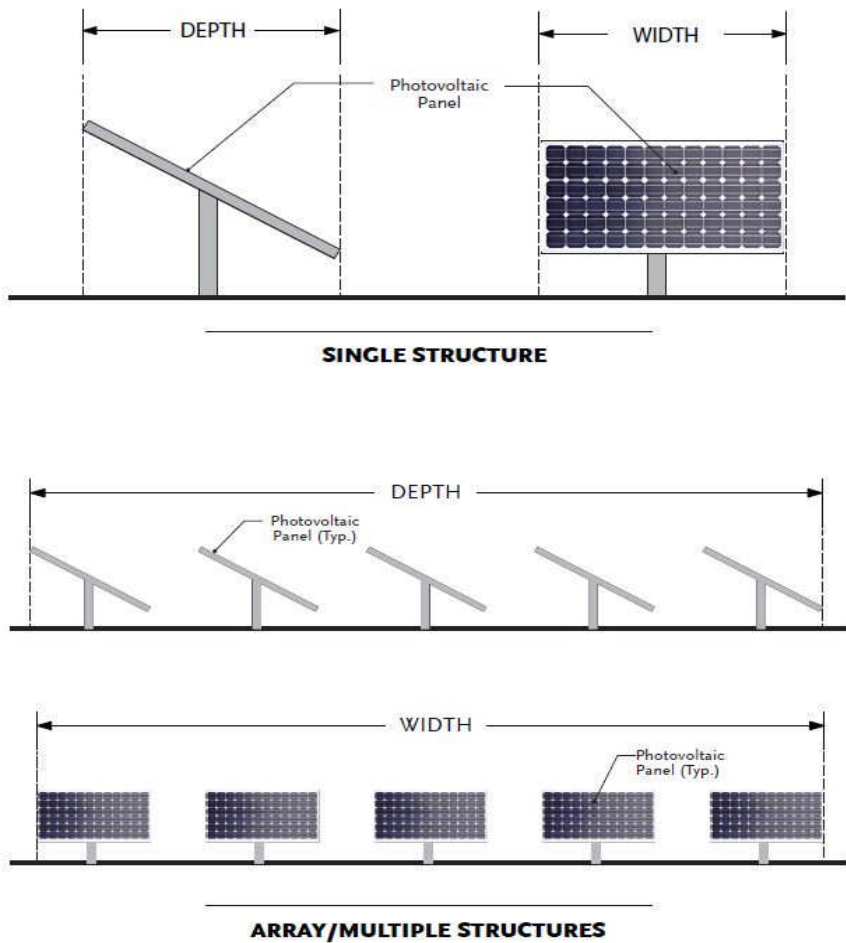 DEPTH
WIDTH
Photovoltaic
Panel
SINGLE STRUCTURE
DEPTH
Photovoltaic
Panel (Typ.)
WIDTH
Photovoltaic
Panel (Typ.)
ARRAY/MULTIPLE STRUCTURES